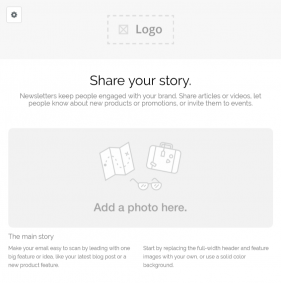 Logo
Share your story.
Newsletters keep people engaged with your brand. Share articles or videos, let
people know about new products or promotions, or invite them to events.
Add a photo here.
The main story
Make your email easy to scan by leading with one
big feature or idea, like your latest blog post or a
new product feature.
Start by replacing the full-width header and feature
images with your own, or use a solid color
background.